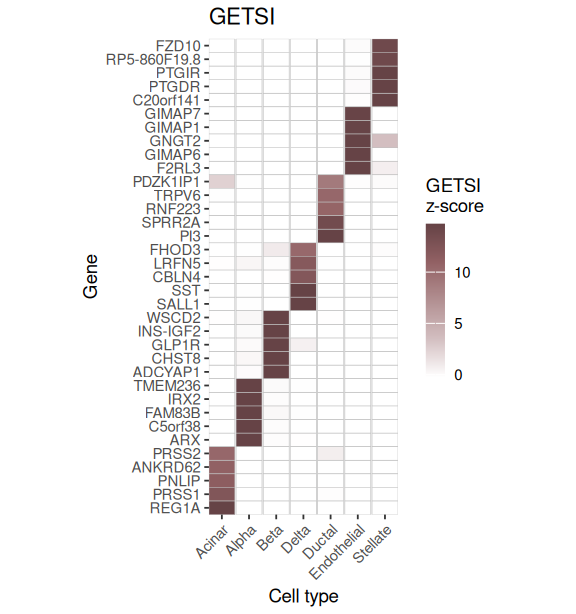 GETSI
FZD10
RP5-860F19.8
PTGIR
PTGDR
C20orf141
GIMAP7
GIMAP1
GNGT2
GIMAP6
F2RL3
PDZK1IP1
TRPV6
RNF223
SPRR2A
PI3
FHOD3
LRFN5
CBLN4
SST
SALL1
WSCD2
INS-IGF2
GLP1R
CHST8
ADCYAP1
TMEM236
IRX2
FAM83B
C5orf38
ARX
PRSS2
ANKRD62
PNLIP
PRSS1
REG1A
Gene
Acinar
Alpha
Beta
Delta
Ductal
Endothelial
Stellate
Cell type
GETSI
z-score
10
5
0